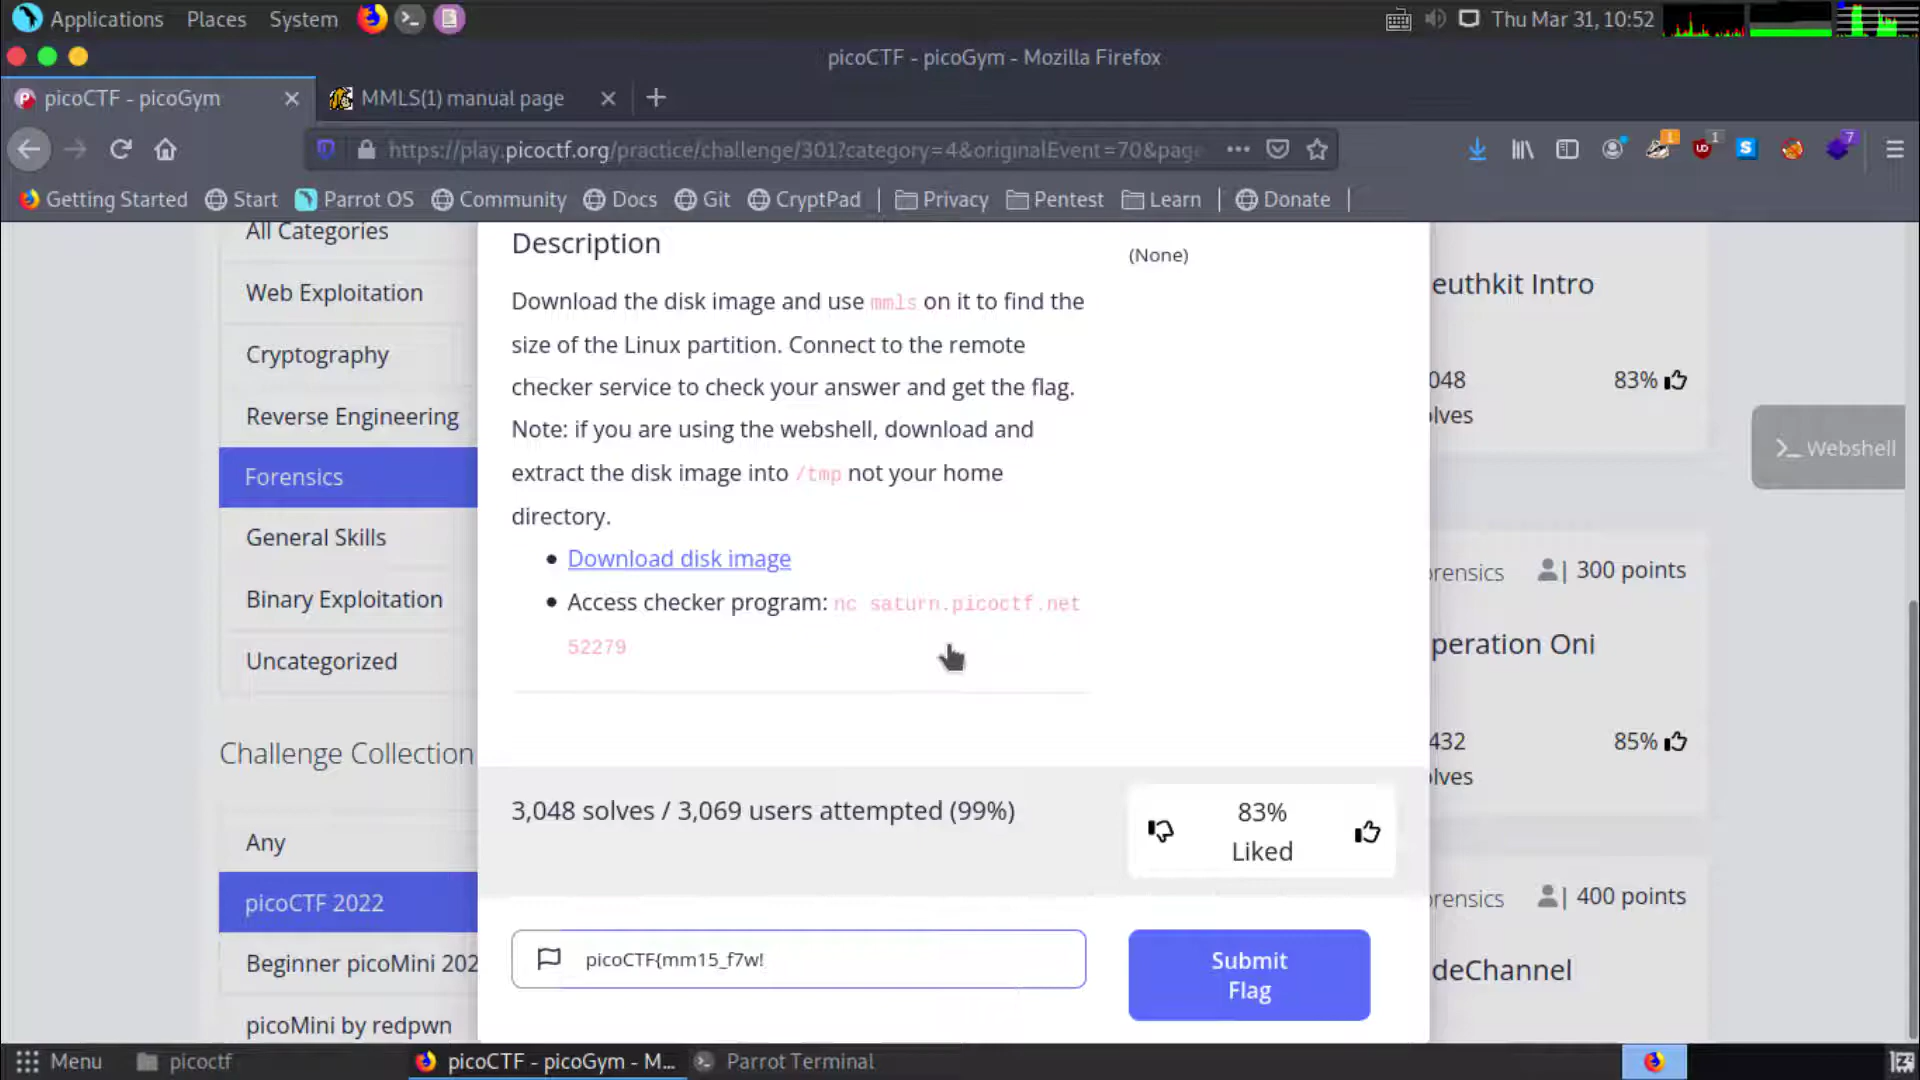 Applications Places System Thu Mar 31, 10:52
picoCTF - picoGym - Mozilla Firefox
picoCTF - picoGym MMLS(1) manual page
https://play.picoctf.org/practice/challenge/301?category=4&originalEvent=70&page 1 1 7
Getting Started Start Parrot OS Community Docs Git CryptPad Privacy Pentest Learn Donate
All Categories
Web Exploitation
Cryptography
Reverse Engineering
Forensics
General Skills
Binary Exploitation
Uncategorized
Challenge Collection
Any
picoCTF 2022
Beginner picoMini 202
picoMini by redpwn
Description
(None)
Download the disk image and use mmls on it to find the
size of the Linux partition. Connect to the remote
checker service to check your answer and get the flag.
Note: if you are using the webshell, download and
extract the disk image into /tmp not your home
directory.
Download disk image
Access checker program: nc saturn.picoctf.net
52279
3,048 solves / 3,069 users attempted (99%)
83%
Liked
picoCTF{mm15_f7w!
Submit
Flag
euthkit Intro
048 83%
lves
>_ Webshell
orensics | 300 points
peration Oni
432 85%
lves
orensics | 400 points
deChannel
Menu picoctf picoCTF - picoGym - M... Parrot Terminal